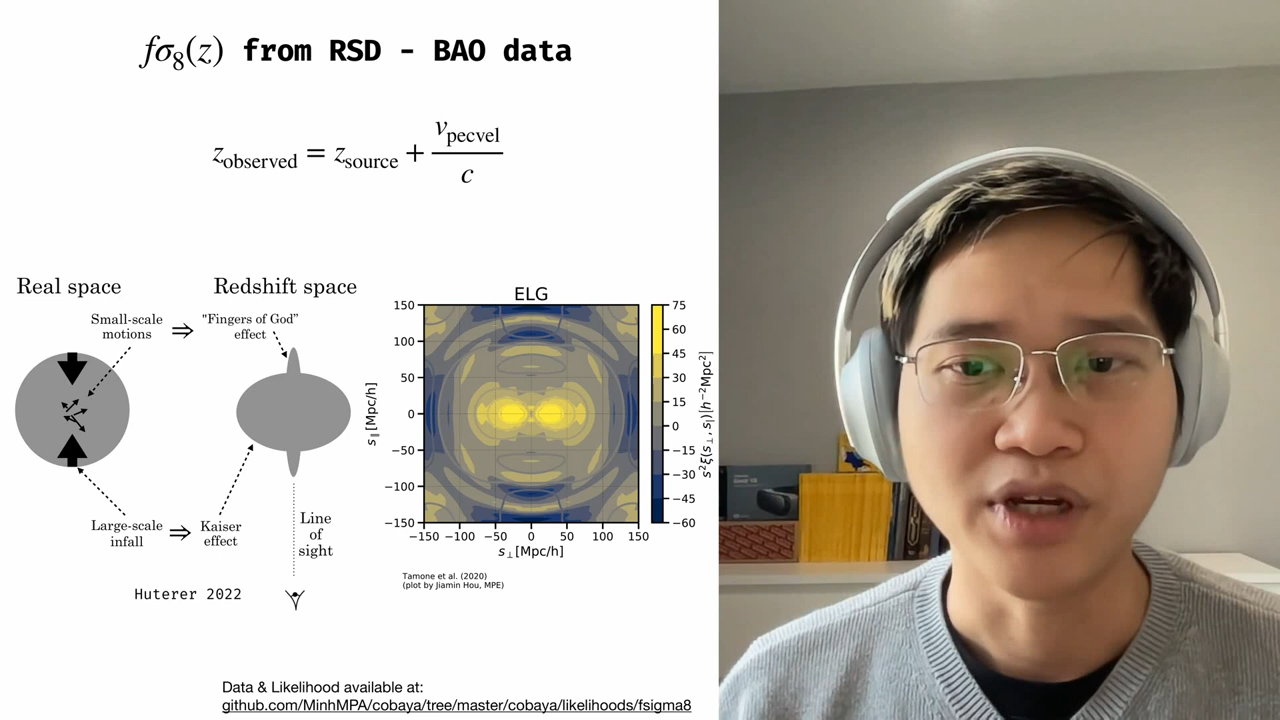 fσ₈(z) from RSD - BAO data
z_observed = z_source + v_pecvel / c
Real space
Redshift space
Small-scale
motions
⇒
"Fingers of God"
effect
Large-scale
infall
⇒
Kaiser
effect
Line
of
sight
Huterer 2022
ELG
150
100
50
0
−50
−100
−150
s∥ [Mpc/h]
−150 −100 −50 0 50 100 150
s⊥ [Mpc/h]
75
60
45
30
15
0
−15
−30
−45
−60
s²ξ(s⊥, s∥)[h⁻²Mpc²]
Tamone et al. (2020)
(plot by Jiamin Hou, MPE)
Data & Likelihood available at:
github.com/MinhMPA/cobaya/tree/master/cobaya/likelihoods/fsigma8